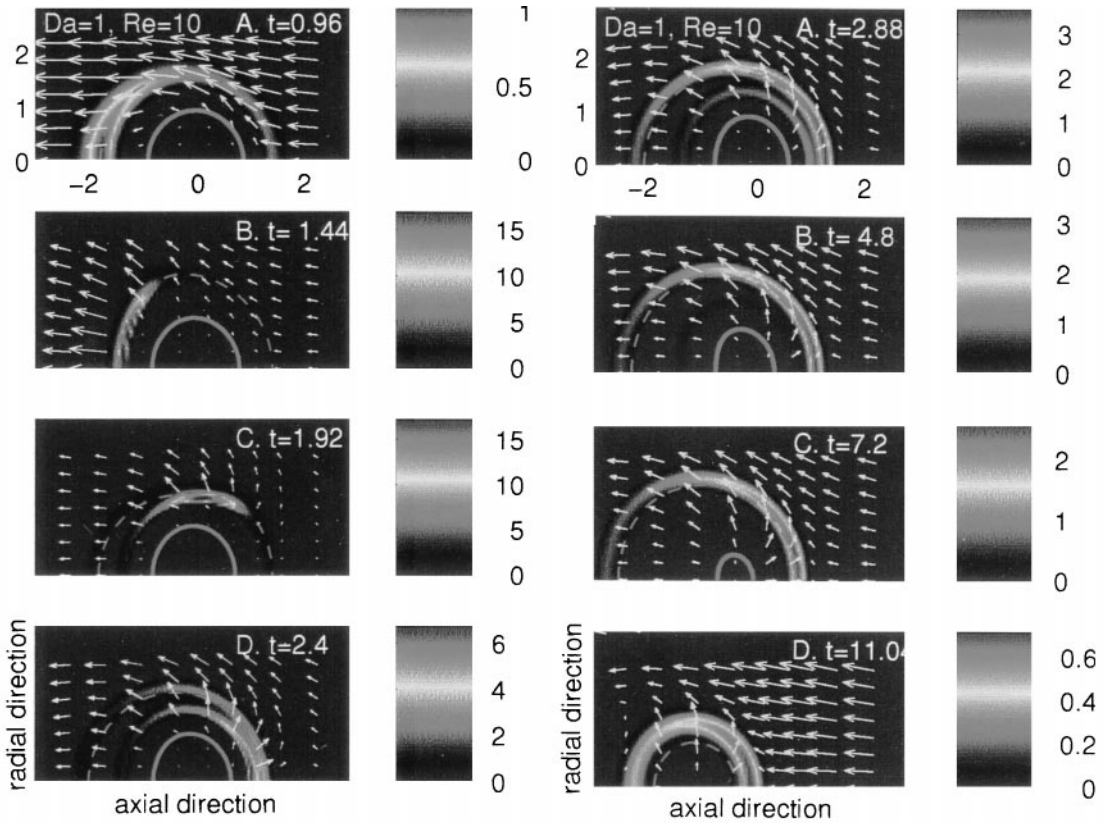 Da=1, Re=10 A. t=0.96
2
1
0
−2 0 2
1
0.5
0
B. t= 1.44
15
10
5
0
C. t=1.92
15
10
5
0
D. t=2.4
6
4
2
0
radial direction
axial direction
Da=1, Re=10 A. t=2.88
2
1
0
−2 0 2
3
2
1
0
B. t= 4.8
3
2
1
0
C. t=7.2
2
1
0
D. t=11.04
0.6
0.4
0.2
0
radial direction
axial direction